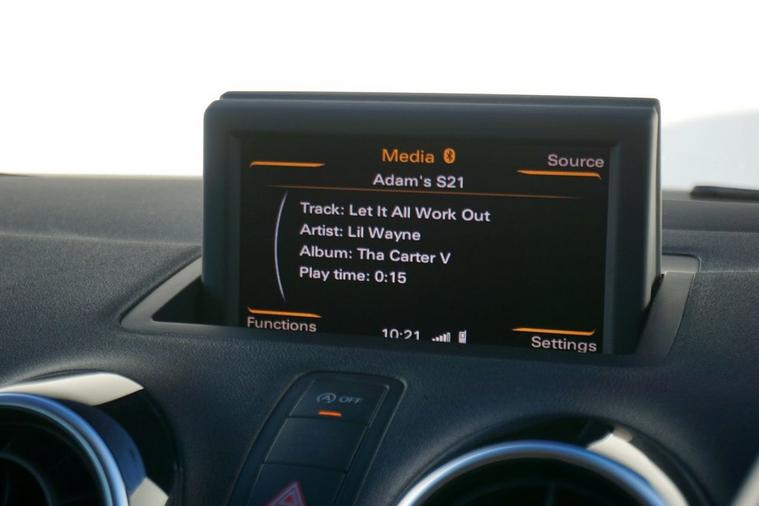 Media
Source
Adam's S21
Track: Let It All Work Out
Artist: Lil Wayne
Album: Tha Carter V
Play time: 0:15
Functions
10:21
Settings
A OFF